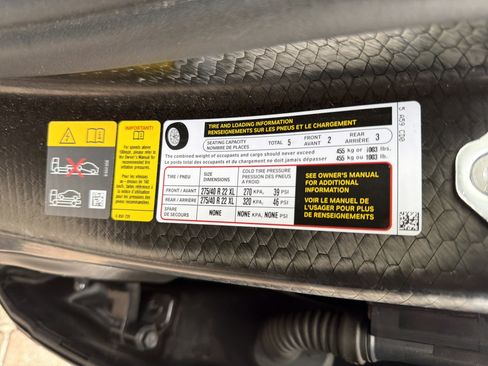 IMPORTANT!
TIRE AND LOADING INFORMATION
RENSEIGNEMENTS SUR LES PNEUS ET LE CHARGEMENT
SEATING CAPACITY
NOMBRE DE PLACES
TOTAL 5
FRONT
AVANT 2
REAR
ARRIÈRE 3
The combined weight of occupants and cargo should never exceed 455 kg or 1003 lbs.
Le poids total des occupants et du chargement ne doit jamais dépasser 455 kg ou 1003 lb.
TIRE / PNEU
SIZE
DIMENSIONS
COLD TIRE PRESSURE
PRESSION DES PNEUS
A FROID
FRONT / AVANT 275/40 R 22 XL 270 KPA, 39 PSI
REAR / ARRIÈRE 275/40 R 22 XL 320 KPA, 46 PSI
SPARE
DE SECOURS NONE NONE KPA, NONE PSI
SEE OWNER'S MANUAL
FOR ADDITIONAL
INFORMATION
VOIR LE MANUEL DE
L'USAGER POUR PLUS
DE RENSEIGNEMENTS